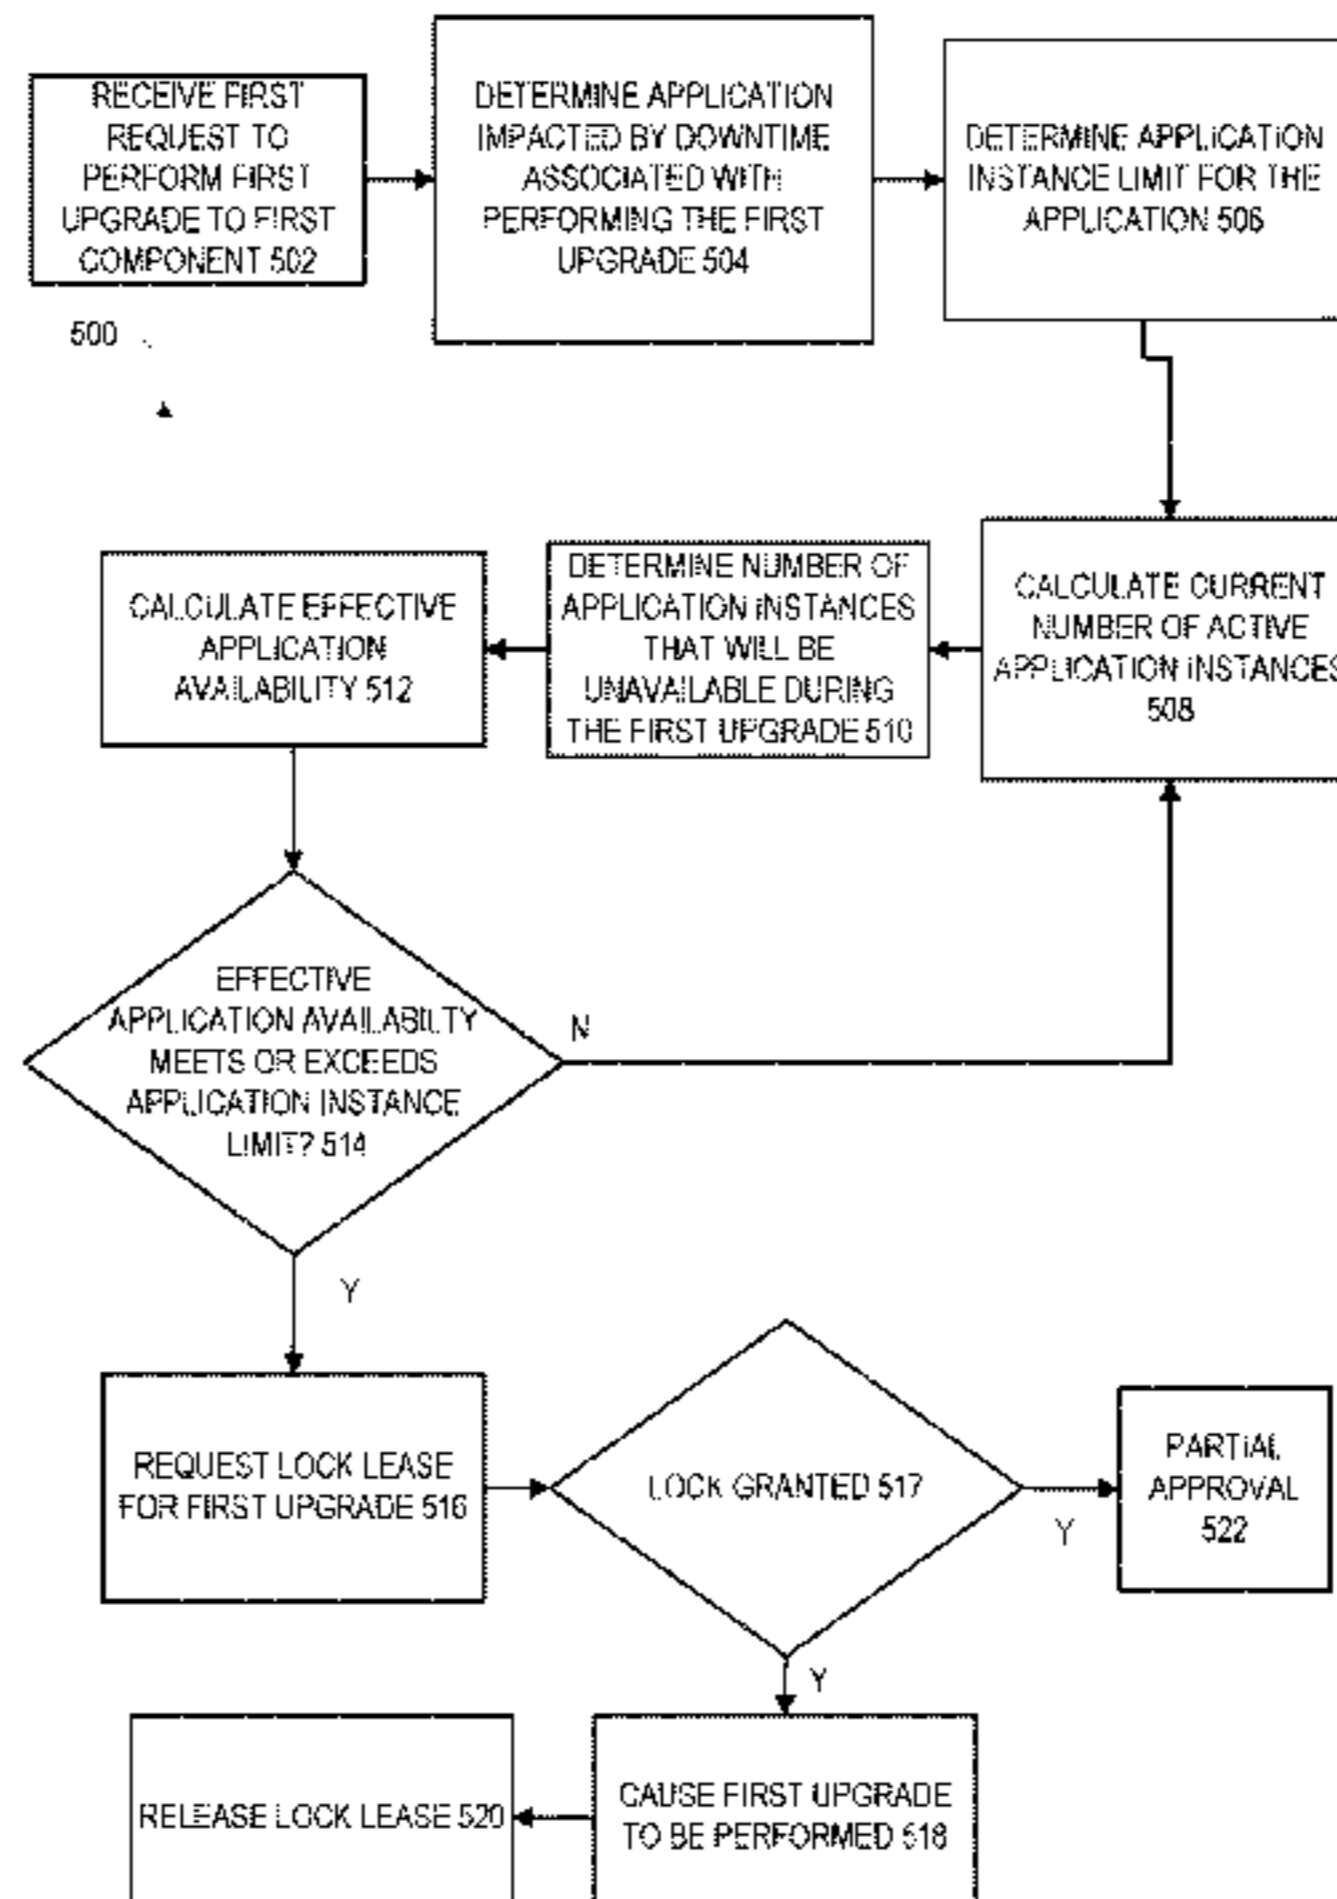 RECEIVE FIRST
REQUEST TO
PERFORM FIRST
UPGRADE TO FIRST
COMPONENT 502
DETERMINE APPLICATION
IMPACTED BY DOWNTIME
ASSOCIATED WITH
PERFORMING THE FIRST
UPGRADE 504
DETERMINE APPLICATION
INSTANCE LIMIT FOR THE
APPLICATION 506
500
CALCULATE EFFECTIVE
APPLICATION
AVAILABILITY 512
DETERMINE NUMBER OF
APPLICATION INSTANCES
THAT WILL BE
UNAVAILABLE DURING
THE FIRST UPGRADE 510
CALCULATE CURRENT
NUMBER OF ACTIVE
APPLICATION INSTANCES
508
EFFECTIVE
APPLICATION AVAILABILTY
MEETS OR EXCEEDS
APPLICATION INSTANCE
LIMIT? 514
N
Y
REQUEST LOCK LEASE
FOR FIRST UPGRADE 516
LOCK GRANTED 517
Y
PARTIAL
APPROVAL
522
Y
RELEASE LOCK LEASE 520
CAUSE FIRST UPGRADE
TO BE PERFORMED 518